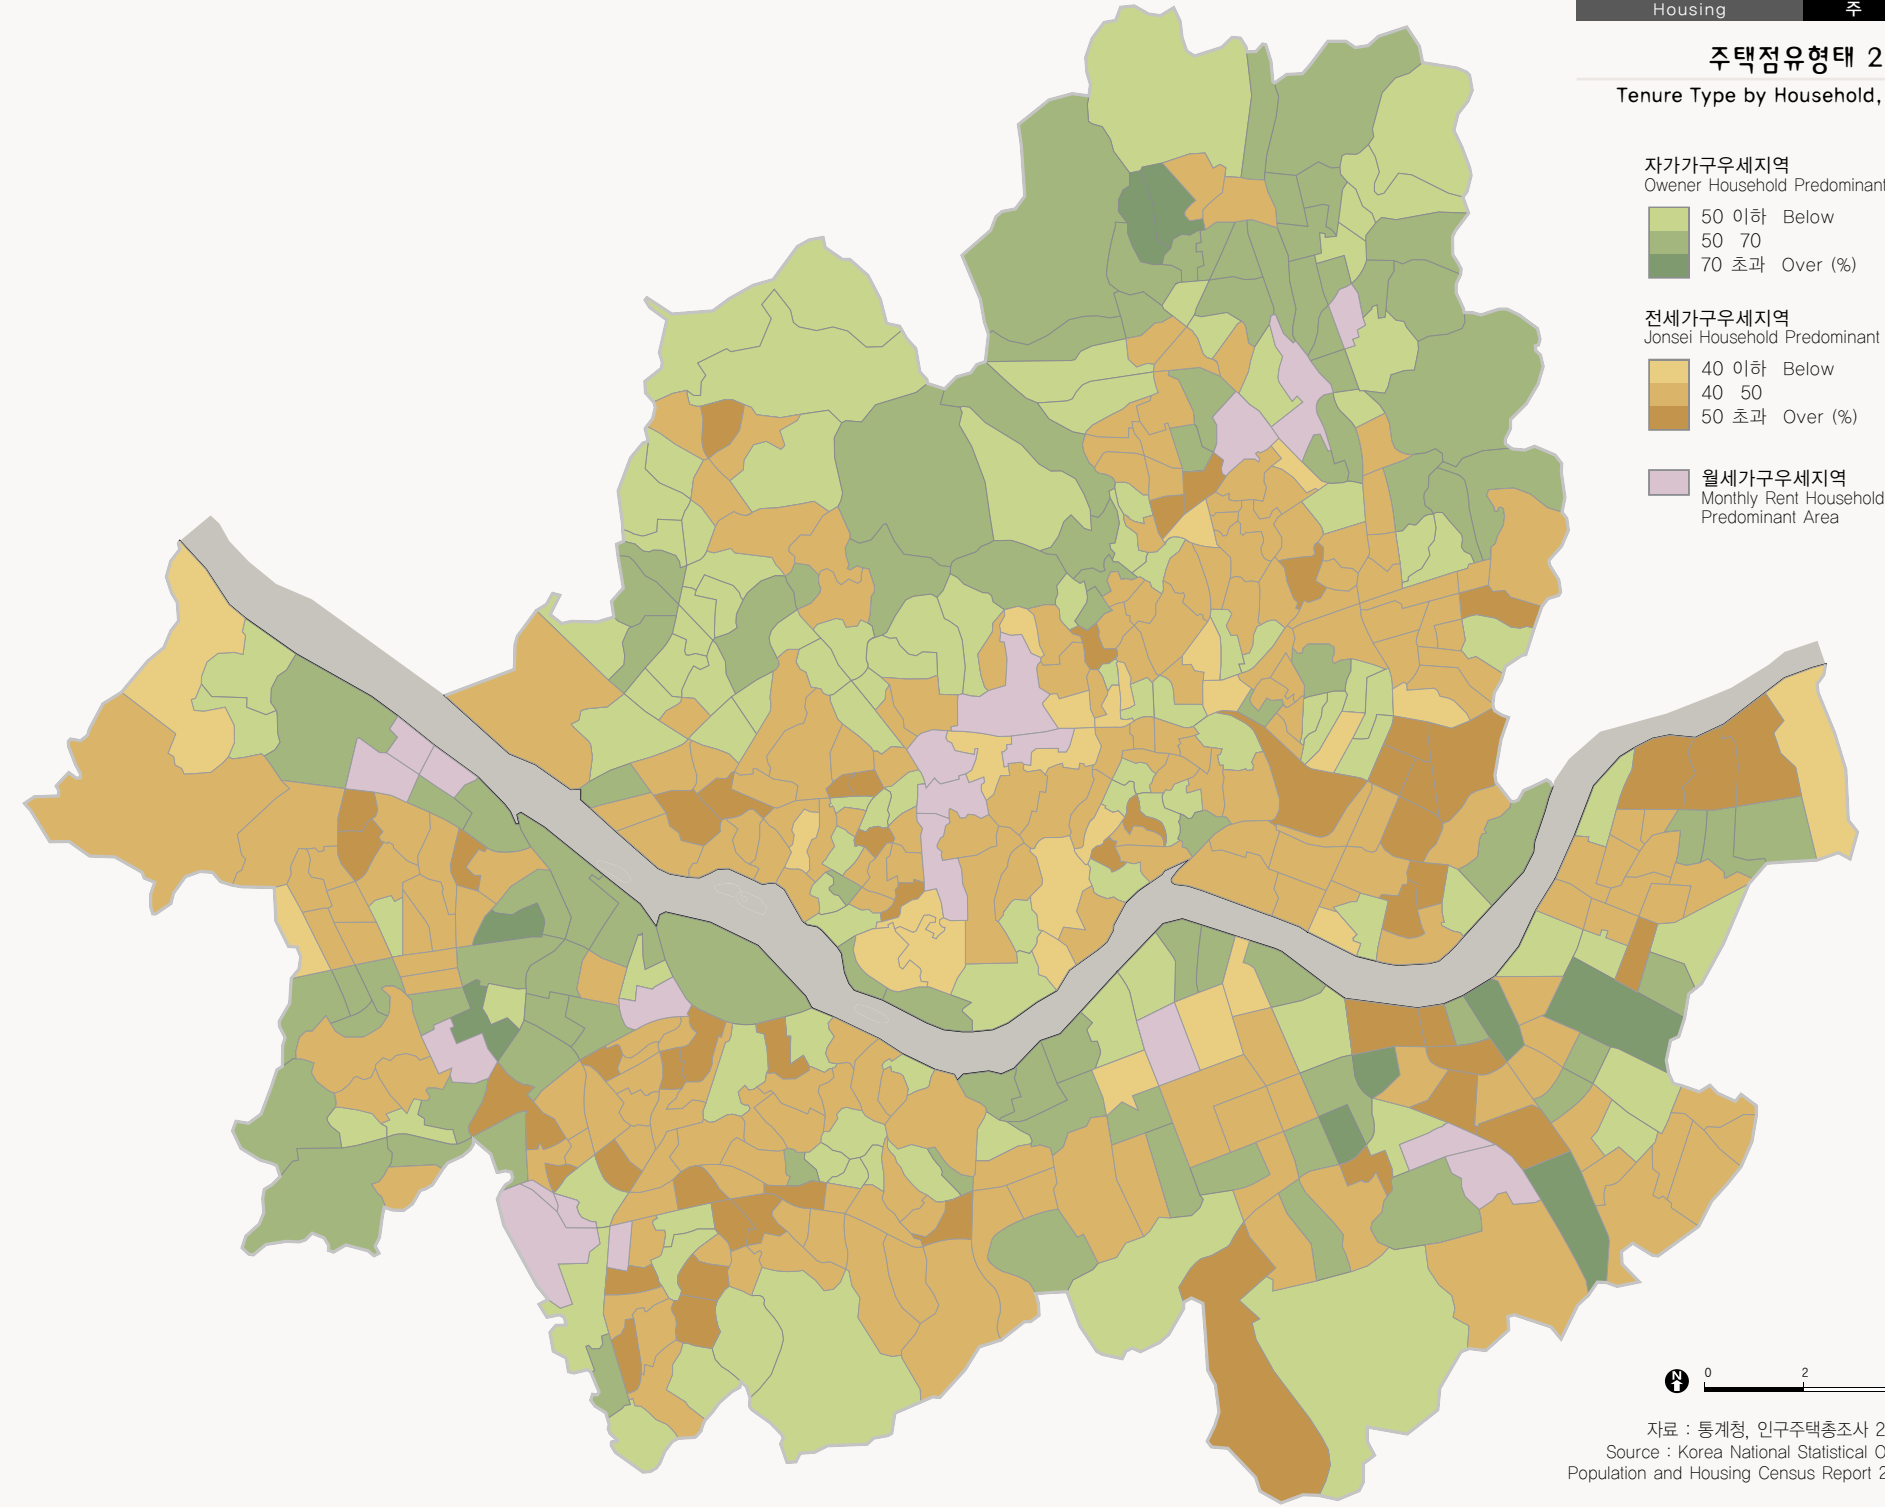 Housing 주
주택점유형태 2
Tenure Type by Household,
자가가구우세지역
Owener Household Predominant
50 이하 Below
50 70
70 초과 Over (%)
전세가구우세지역
Jonsei Household Predominant
40 이하 Below
40 50
50 초과 Over (%)
월세가구우세지역
Monthly Rent Household
Predominant Area
N
0 2
자료 : 통계청, 인구주택총조사 2
Source : Korea National Statistical O
Population and Housing Census Report 2